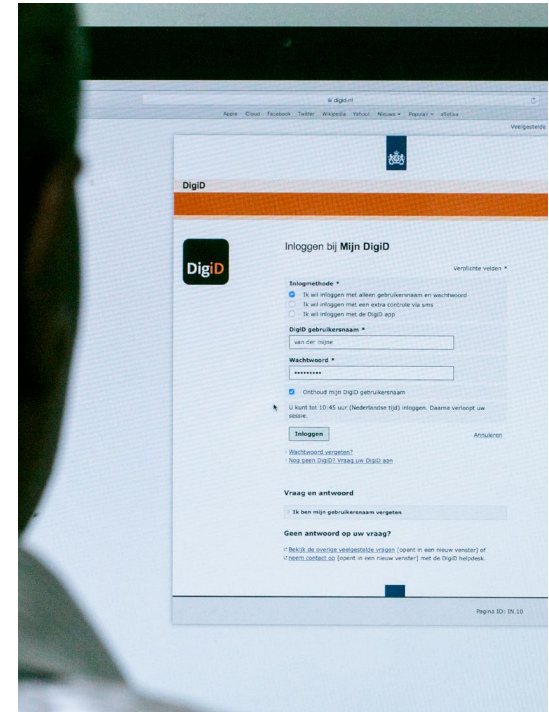 digid.nl
Apple iCloud Facebook Twitter Wikipedia Yahoo! Nieuws Populair
Veelgestelde
DigiD
DigiD
Inloggen bij Mijn DigiD
Verplichte velden *
Inlogmethode *
Ik wil inloggen met alleen gebruikersnaam en wachtwoord
Ik wil inloggen met een extra controle via sms
Ik wil inloggen met de DigiD app
DigiD gebruikersnaam *
van der mijne
Wachtwoord *
•••••••••
Onthoud mijn DigiD gebruikersnaam
U kunt tot 10:45 uur (Nederlandse tijd) inloggen. Daarna verloopt uw
sessie.
Inloggen
Annuleren
Wachtwoord vergeten?
Nog geen DigiD? Vraag uw DigiD aan
Vraag en antwoord
Ik ben mijn gebruikersnaam vergeten
Geen antwoord op uw vraag?
Bekijk de overige veelgestelde vragen [opent in een nieuw venster] of
neem contact op [opent in een nieuw venster] met de DigiD helpdesk.
Pagina ID: IN.10